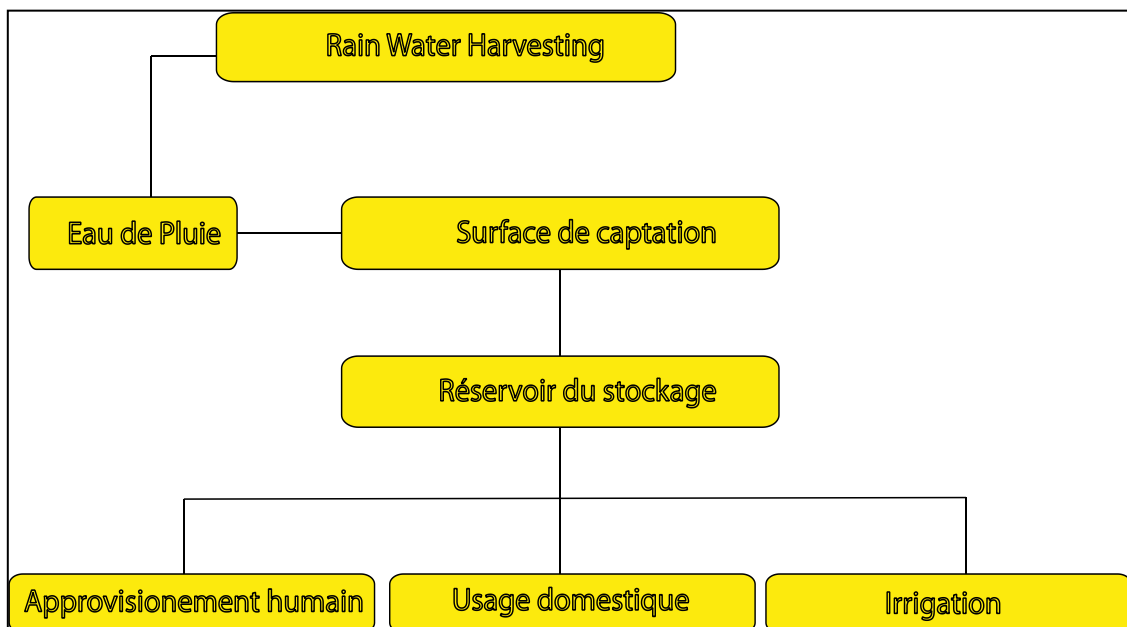 Rain Water Harvesting
Eau de Pluie
Surface de captation
Réservoir du stockage
Approvisionement humain
Usage domestique
Irrigation